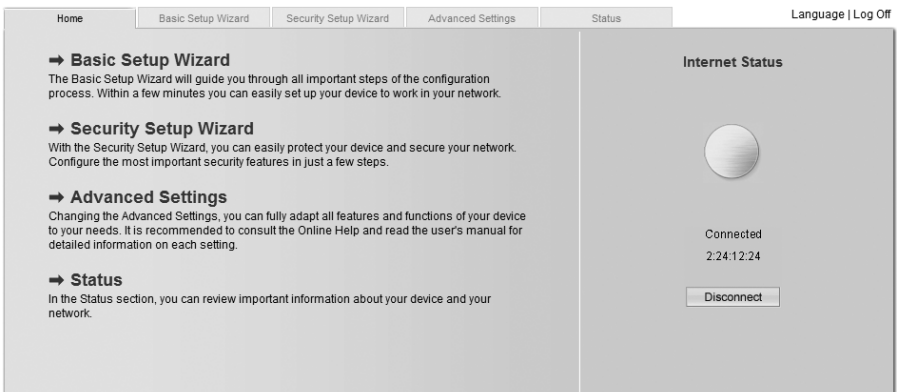 Home
Basic Setup Wizard
Security Setup Wizard
Advanced Settings
Status
Language | Log Off
➡ Basic Setup Wizard
The Basic Setup Wizard will guide you through all important steps of the configuration
process. Within a few minutes you can easily set up your device to work in your network.
➡ Security Setup Wizard
With the Security Setup Wizard, you can easily protect your device and secure your network.
Configure the most important security features in just a few steps.
➡ Advanced Settings
Changing the Advanced Settings, you can fully adapt all features and functions of your device
to your needs. It is recommended to consult the Online Help and read the user's manual for
detailed information on each setting.
➡ Status
In the Status section, you can review important information about your device and your
network.
Internet Status
Connected
2:24:12:24
Disconnect